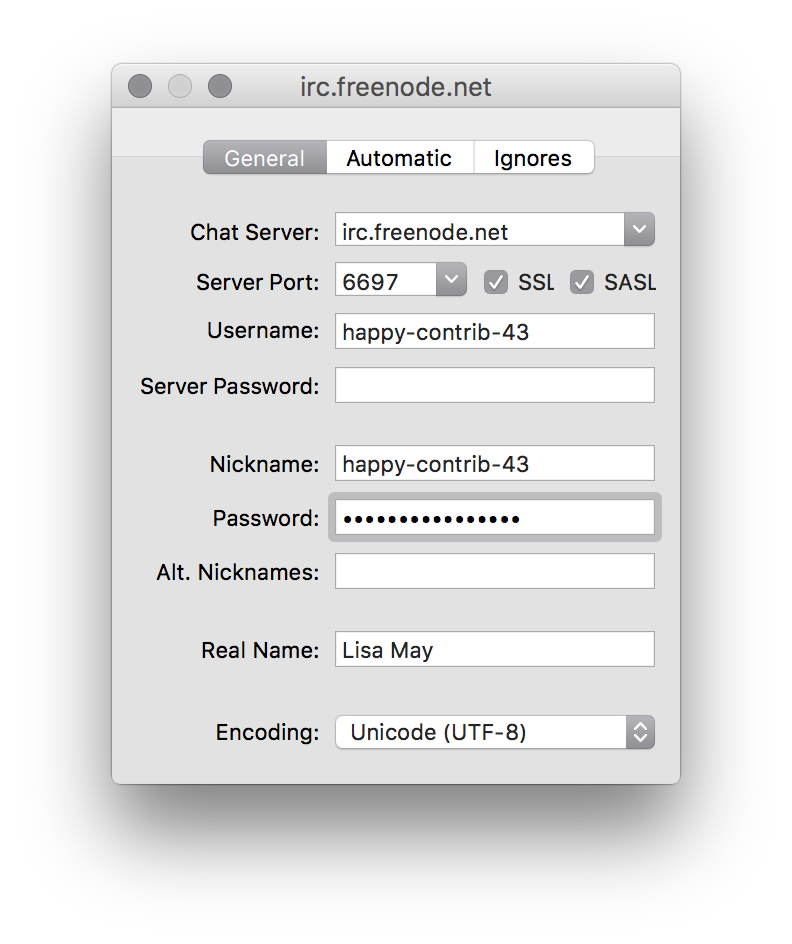 irc.freenode.net
General Automatic Ignores
Chat Server: irc.freenode.net
Server Port: 6697 SSL SASL
Username: happy-contrib-43
Server Password:
Nickname: happy-contrib-43
Password: ••••••••••••••••
Alt. Nicknames:
Real Name: Lisa May
Encoding: Unicode (UTF-8)